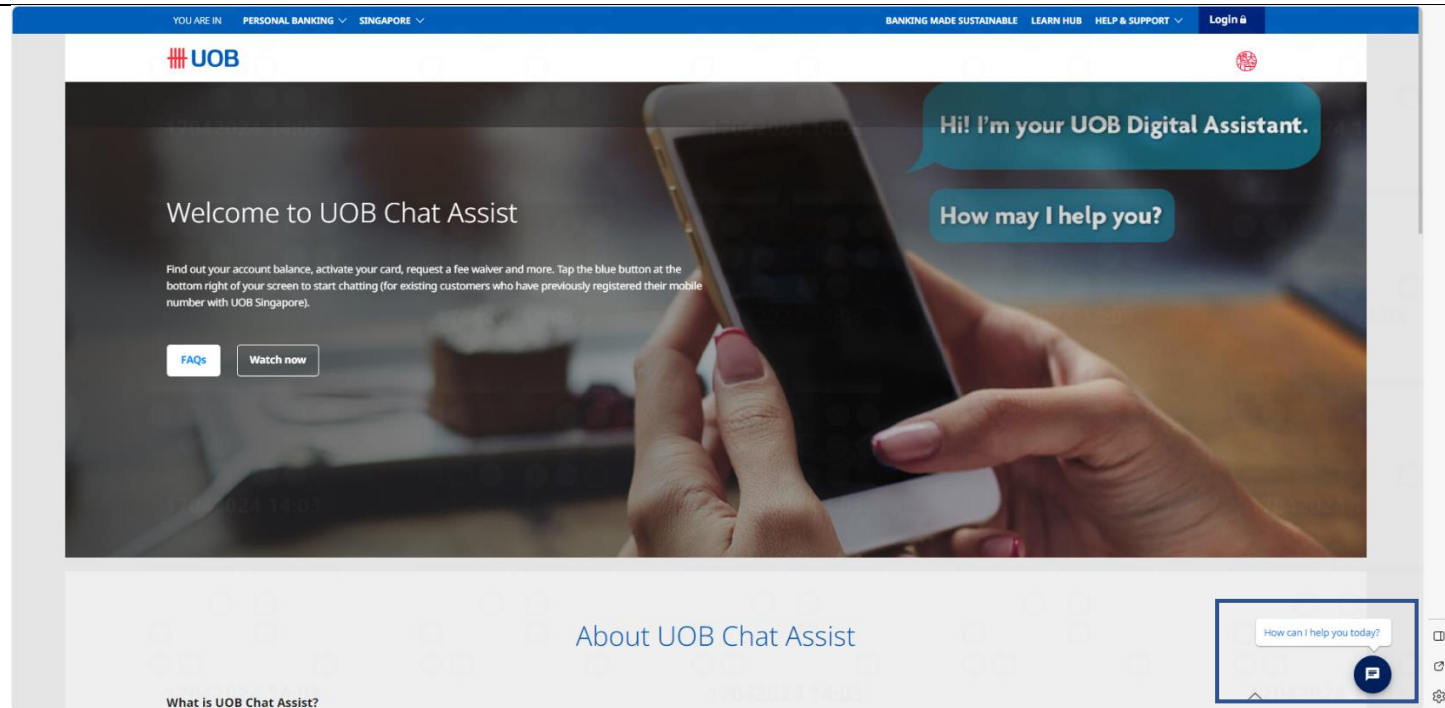 YOU ARE IN PERSONAL BANKING SINGAPORE BANKING MADE SUSTAINABLE LEARN HUB HELP & SUPPORT Login
UOB
Hi! I'm your UOB Digital Assistant.
How may I help you?
Welcome to UOB Chat Assist
Find out your account balance, activate your card, request a fee waiver and more. Tap the blue button at the
bottom right of your screen to start chatting (for existing customers who have previously registered their mobile
number with UOB Singapore).
FAQs Watch now
17042024 14:03
About UOB Chat Assist
How can I help you today?
What is UOB Chat Assist?